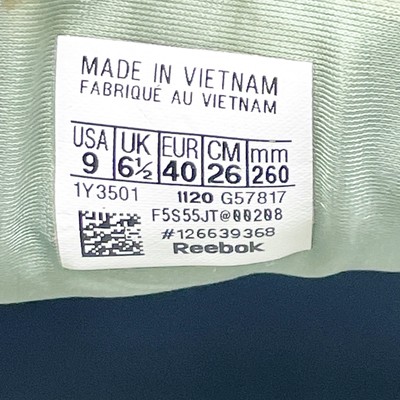 MADE IN VIETNAM
FABRIQUÉ AU VIETNAM
USA UK EUR CM mm
9 6½ 40 26 260
1Y3501 1120 G57817
F5S55JT@00208
#126639368
Reebok